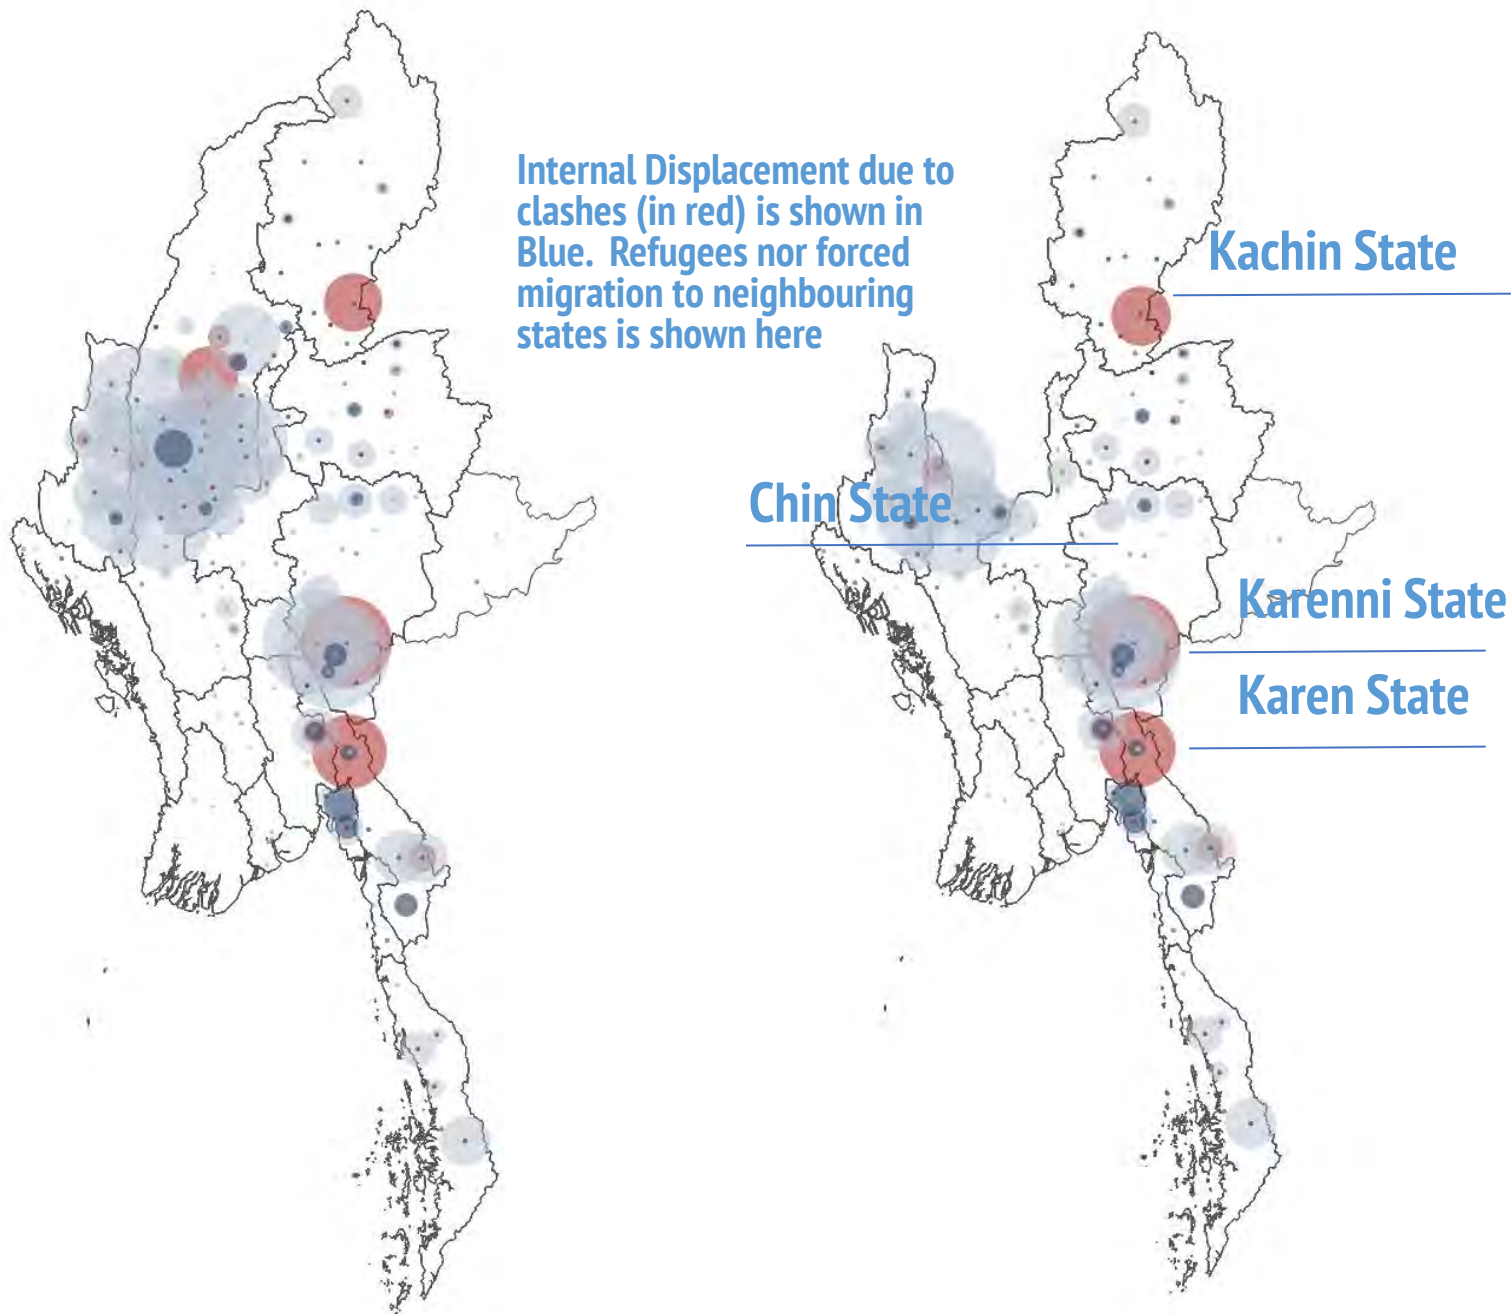 Internal Displacement due to
clashes (in red) is shown in
Blue.  Refugees nor forced
migration to neighbouring
states is shown here
Kachin State
Chin State
Karenni State
Karen State